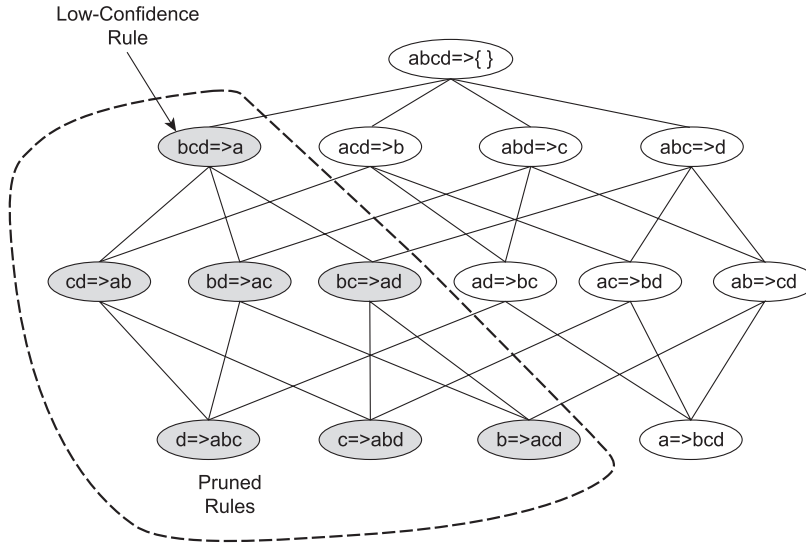 Low-Confidence
Rule
abcd=>{ }
bcd=>a
acd=>b
abd=>c
abc=>d
cd=>ab
bd=>ac
bc=>ad
ad=>bc
ac=>bd
ab=>cd
d=>abc
c=>abd
b=>acd
a=>bcd
Pruned
Rules